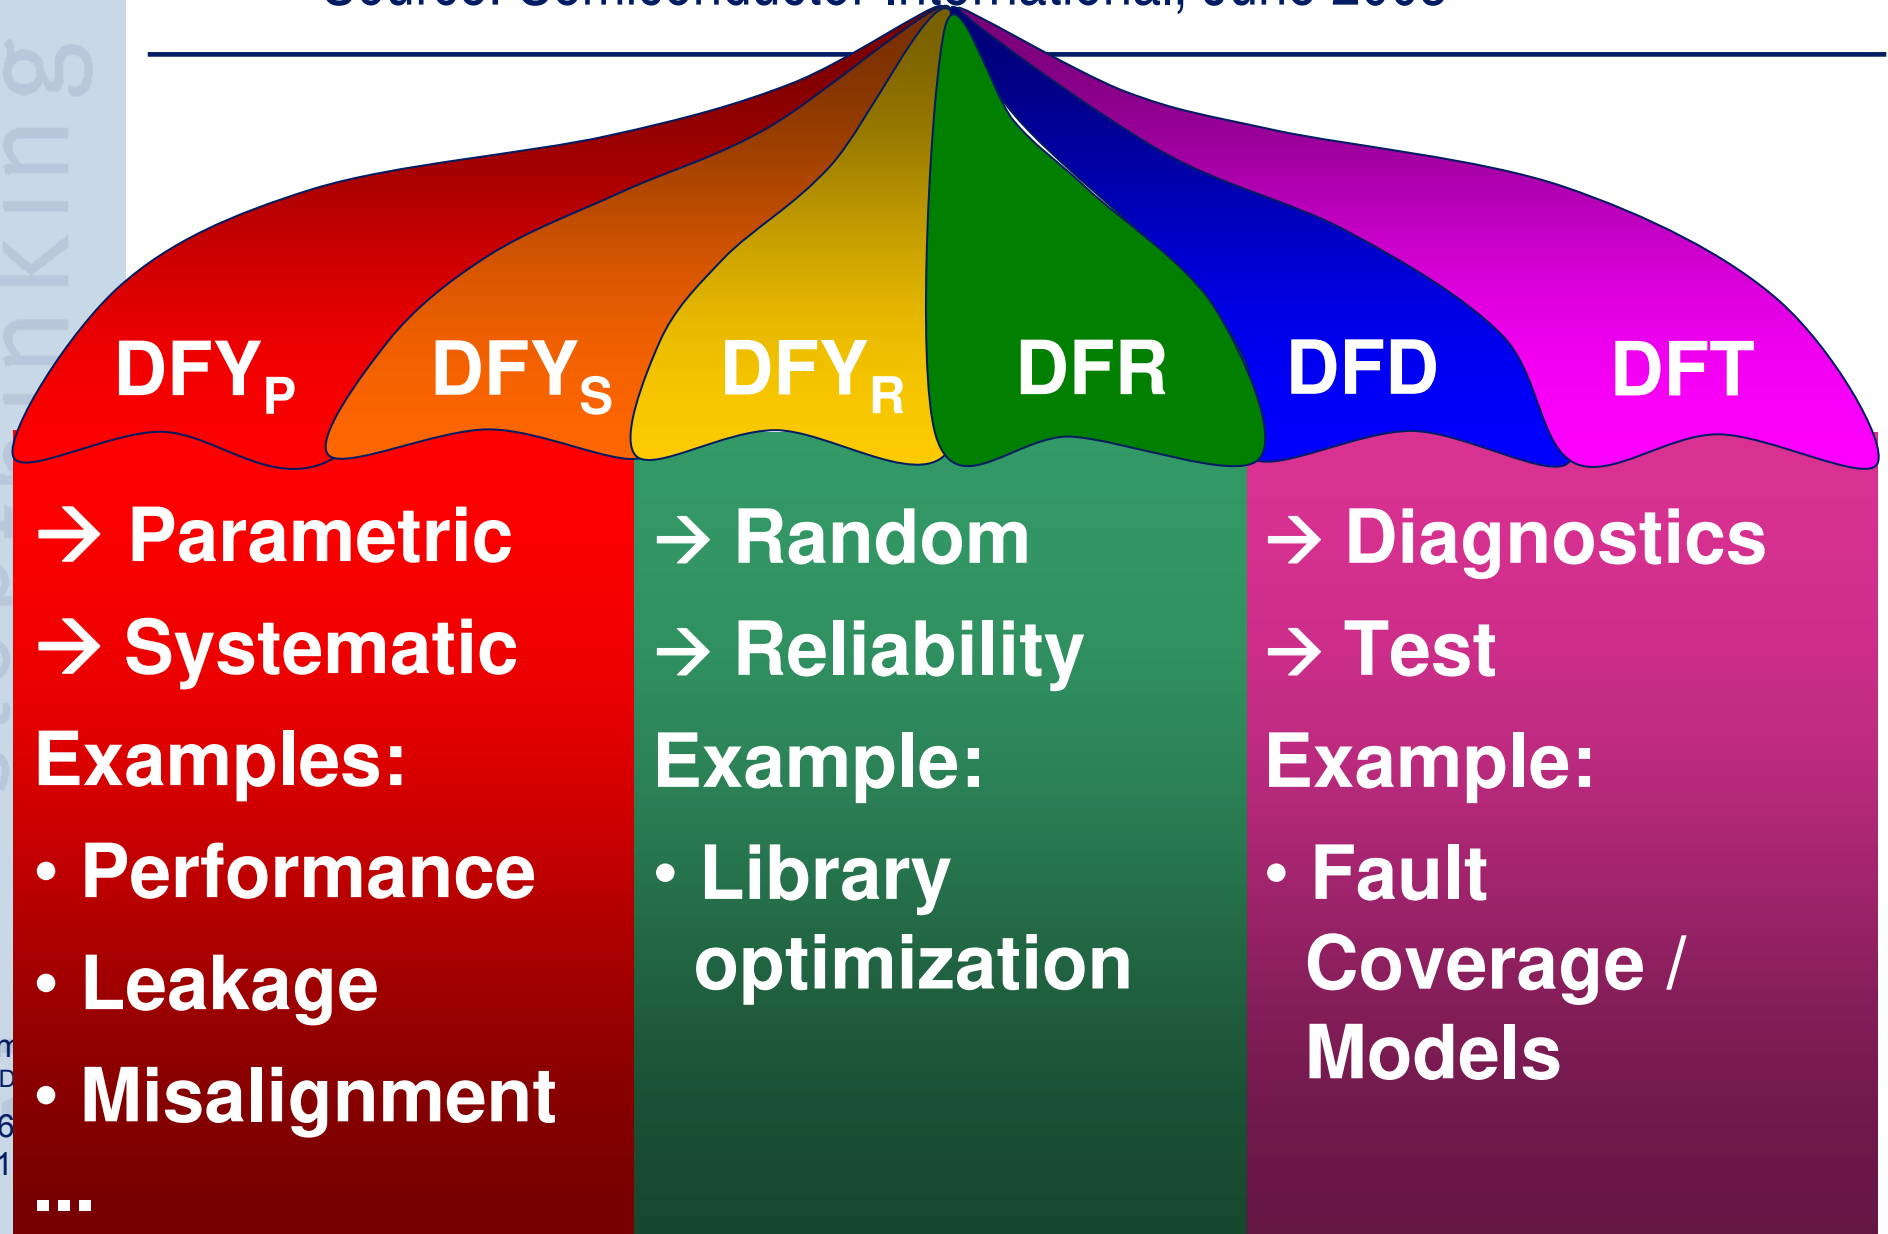 DFYP
DFYS
DFYR
DFR
DFD
DFT
→ Parametric
→ Systematic
Examples:
• Performance
• Leakage
• Misalignment
...
→ Random
→ Reliability
Example:
• Library
optimization
→ Diagnostics
→ Test
Example:
• Fault
Coverage /
Models